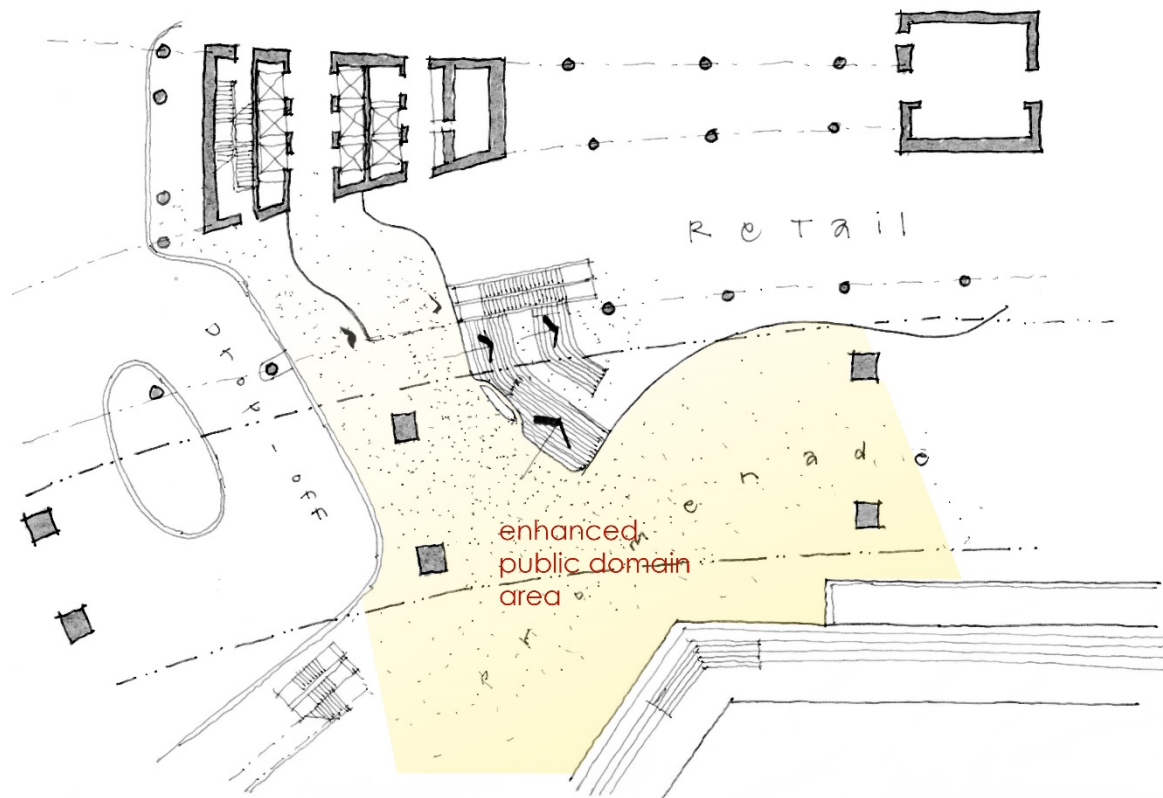 ReTail
Drop-off
enhanced
public domain
area
Promenade